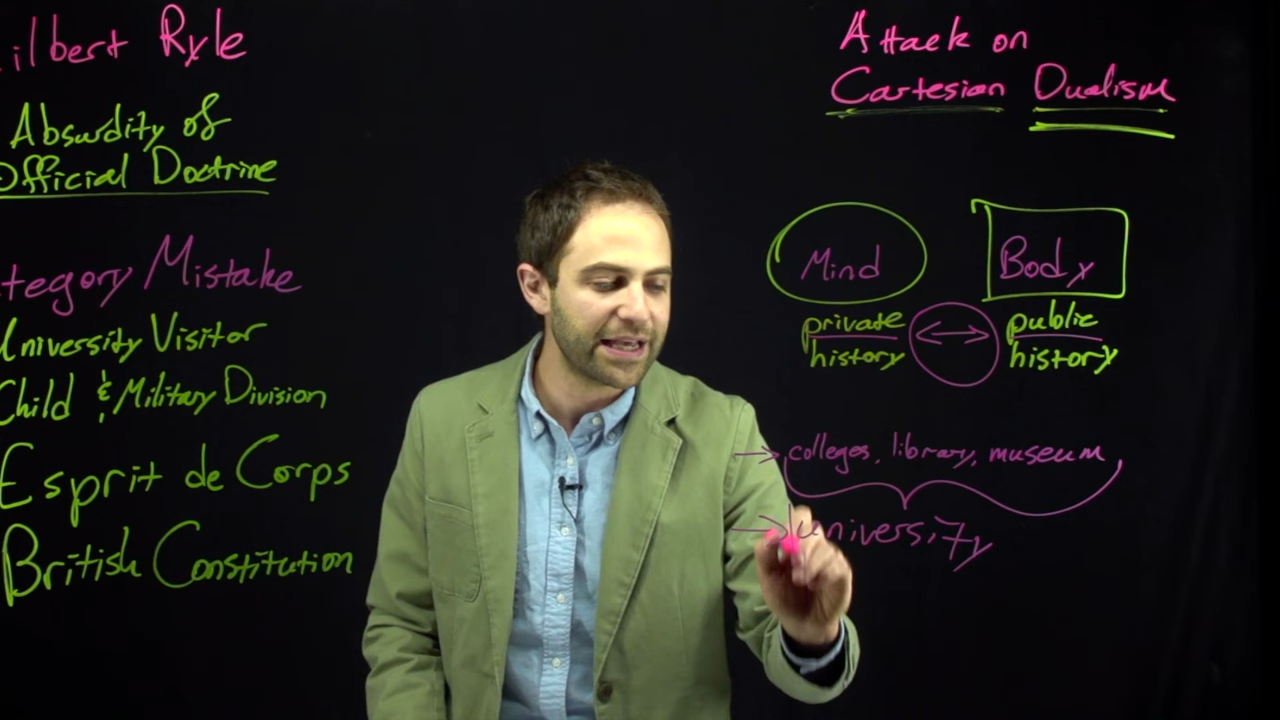 ilbert Ryle
Absurdity of
Official Doctrine
tegory Mistake
University Visitor
Child & Military Division
Esprit de Corps
British Constitution
Attack on
Cartesian Dualism
Mind
Body
private
history
public
history
colleges, library, museum
university